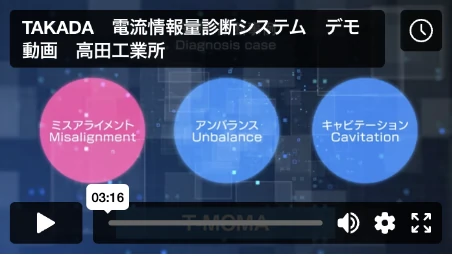 TAKADA 電流情報量診断システム デモ
動画 高田工業所
Diagnosis case
ミスアライメント
Misalignment
アンバランス
Unbalance
キャビテーション
Cavitation
03:16
T-MCMA